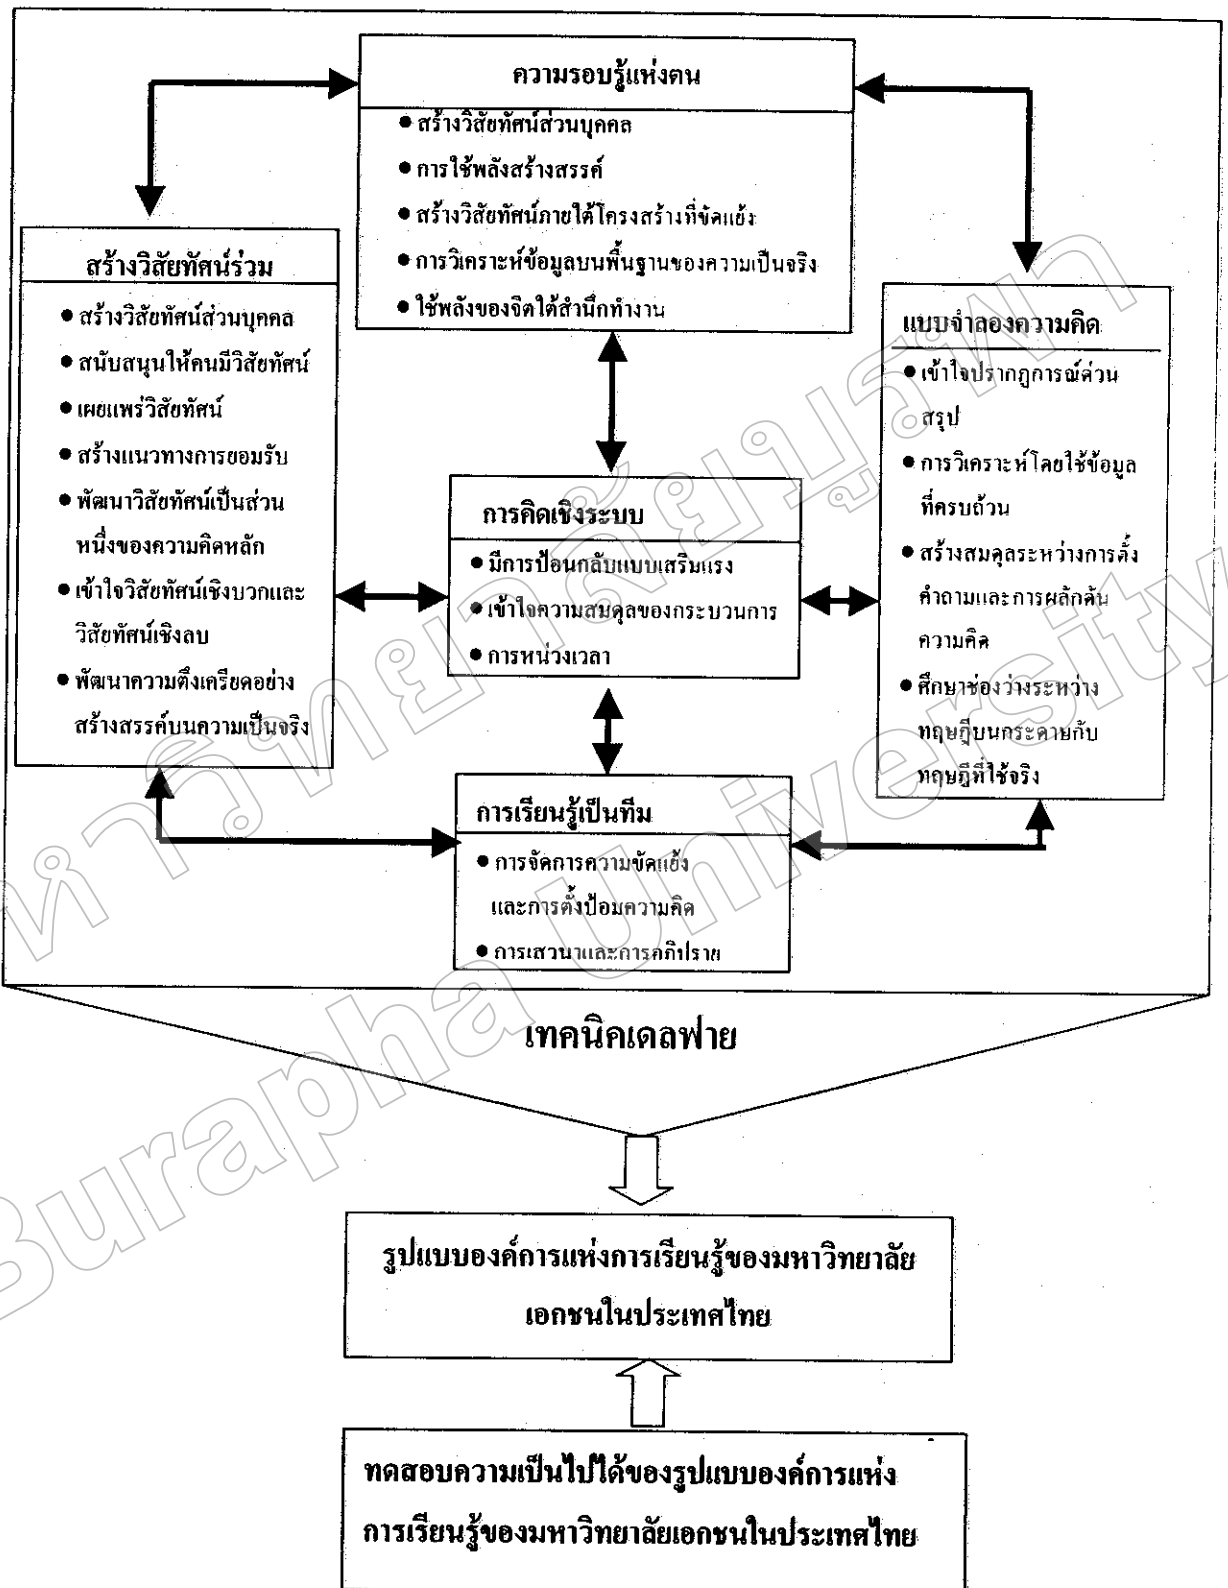 ความรอบรู้แห่งตน
● สร้างวิสัยทัศน์ส่วนบุคคล
● การใช้พลังสร้างสรรค์
● สร้างวิสัยทัศน์ภายใต้โครงสร้างที่ขัดแย้ง
● การวิเคราะห์ข้อมูลบนพื้นฐานของความเป็นจริง
● ใช้พลังของจิตใต้สำนึกทำงาน
สร้างวิสัยทัศน์ร่วม
● สร้างวิสัยทัศน์ส่วนบุคคล
● สนับสนุนให้คนมีวิสัยทัศน์
● เผยแพร่วิสัยทัศน์
● สร้างแนวทางการยอมรับ
● พัฒนาวิสัยทัศน์เป็นส่วน
หนึ่งของความคิดหลัก
● เข้าใจวิสัยทัศน์เชิงบวกและ
วิสัยทัศน์เชิงลบ
● พัฒนาความตึงเครียดอย่าง
สร้างสรรค์บนความเป็นจริง
การคิดเชิงระบบ
● มีการป้อนกลับแบบเสริมแรง
● เข้าใจความสมดุลของกระบวนการ
● การหน่วงเวลา
แบบจำลองความคิด
● เข้าใจปรากฏการณ์ด่วน
สรุป
● การวิเคราะห์โดยใช้ข้อมูล
ที่ครบถ้วน
● สร้างสมดุลระหว่างการตั้ง
คำถามและการผลักดัน
ความคิด
● ศึกษาช่องว่างระหว่าง
ทฤษฎีบนกระดาษกับ
ทฤษฎีที่ใช้จริง
การเรียนรู้เป็นทีม
● การจัดการความขัดแย้ง
และการตั้งป้อมความคิด
● การเสวนาและการอภิปราย
เทคนิคเดลฟาย
รูปแบบองค์การแห่งการเรียนรู้ของมหาวิทยาลัย
เอกชนในประเทศไทย
ทดสอบความเป็นไปได้ของรูปแบบองค์การแห่ง
การเรียนรู้ของมหาวิทยาลัยเอกชนในประเทศไทย
มหาวิทยาลัยบูรพา
Burapha University